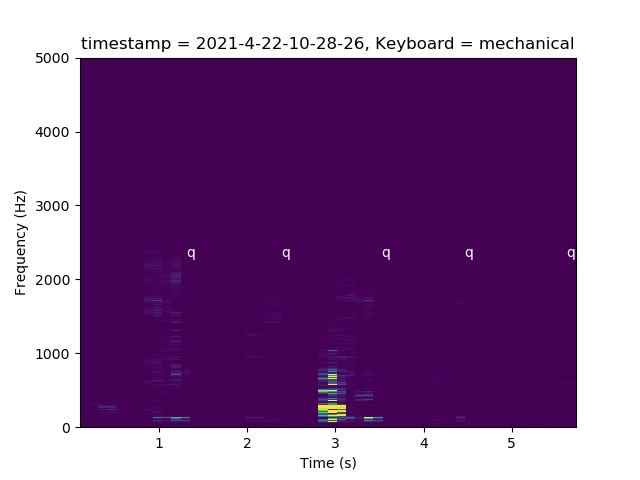 timestamp = 2021-4-22-10-28-26, Keyboard = mechanical
5000
4000
3000
2000
1000
0
Frequency (Hz)
q q q q q
1 2 3 4 5
Time (s)